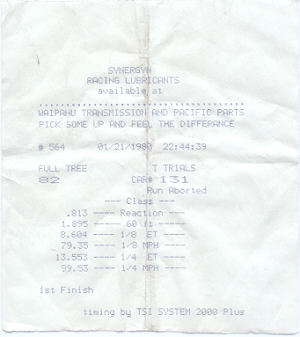 SYNERGYN
RACING LUBRICANTS
available at
........................................
WAIPAHU TRANSMISSION AND PACIFIC PARTS
PICK SOME UP AND FEEL THE DIFFERANCE
# 564 01/21/1980 22:44:39
FULL TREE T TRIALS
82 CAR# 131
Run Aborted
--- Class ---
.813 ---- Reaction ----
1.895 ---- 60 ft ----
8.604 ---- 1/8 ET ----
79.35 ---- 1/8 MPH ----
13.553 ---- 1/4 ET ----
99.53 ---- 1/4 MPH ----
1st Finish
timing by TSI SYSTEM 2000 Plus